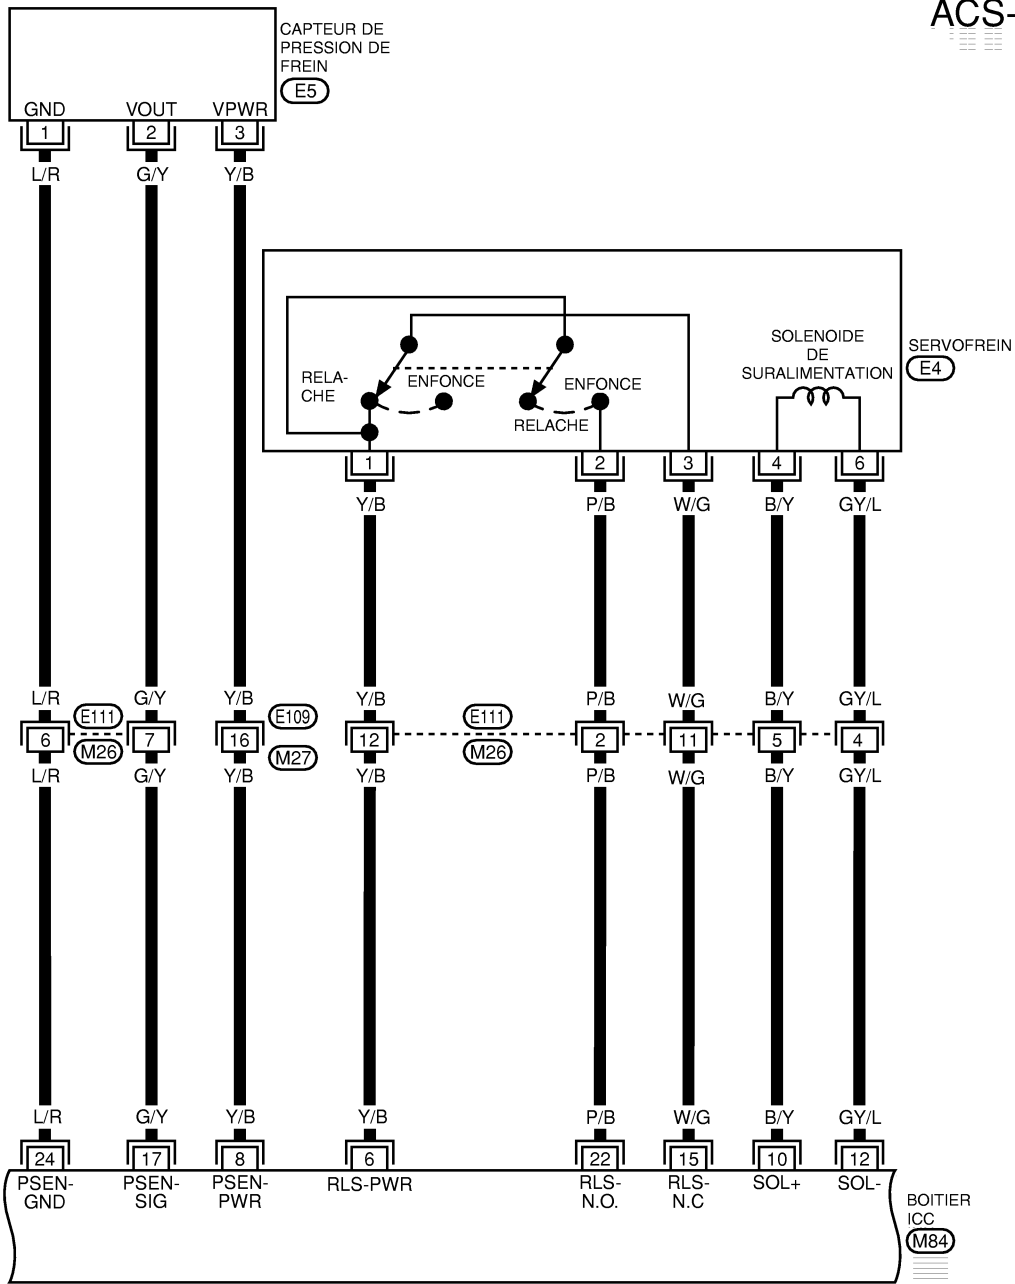 ACS-
CAPTEUR DE
PRESSION DE
FREIN
E5
GND VOUT VPWR
1 2 3
L/R G/Y Y/B
SOLENOIDE
DE
SURALIMENTATION
SERVOFREIN
E4
RELA-
CHE
ENFONCE
ENFONCE
RELACHE
1 2 3 4 6
Y/B P/B W/G B/Y GY/L
L/R G/Y Y/B Y/B P/B W/G B/Y GY/L
E111 E109 E111
6 7 16 12 2 11 5 4
M26 M27 M26
L/R G/Y Y/B Y/B P/B W/G B/Y GY/L
L/R G/Y Y/B Y/B P/B W/G B/Y GY/L
24 17 8 6 22 15 10 12
PSEN-
GND
PSEN-
SIG
PSEN-
PWR
RLS-PWR
RLS-
N.O.
RLS-
N.C
SOL+
SOL-
BOITIER
ICC
M84